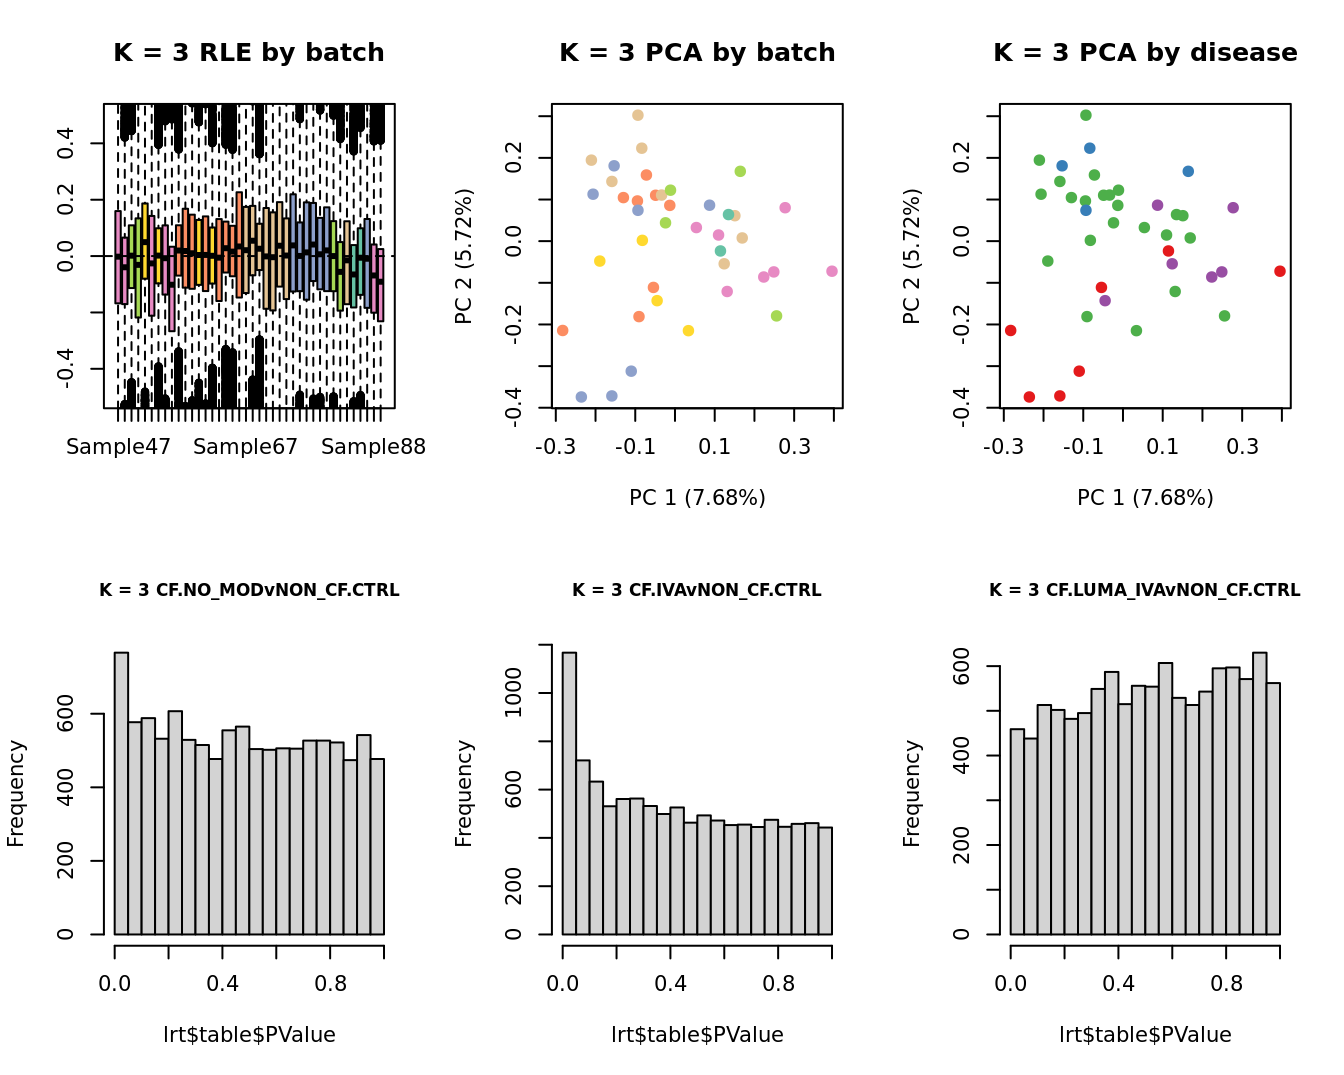 K = 3 RLE by batch
0.4
0.2
0.0
-0.4
Sample47 Sample67 Sample88
K = 3 PCA by batch
PC 2 (5.72%)
0.2
0.0
-0.2
-0.4
-0.3 -0.1 0.1 0.3
PC 1 (7.68%)
K = 3 PCA by disease
PC 2 (5.72%)
0.2
0.0
-0.2
-0.4
-0.3 -0.1 0.1 0.3
PC 1 (7.68%)
K = 3 CF.NO_MODvNON_CF.CTRL
Frequency
600
400
200
0
0.0 0.4 0.8
lrt$table$PValue
K = 3 CF.IVAvNON_CF.CTRL
Frequency
1000
600
200
0
0.0 0.4 0.8
lrt$table$PValue
K = 3 CF.LUMA_IVAvNON_CF.CTRL
Frequency
600
400
200
0
0.0 0.4 0.8
lrt$table$PValue